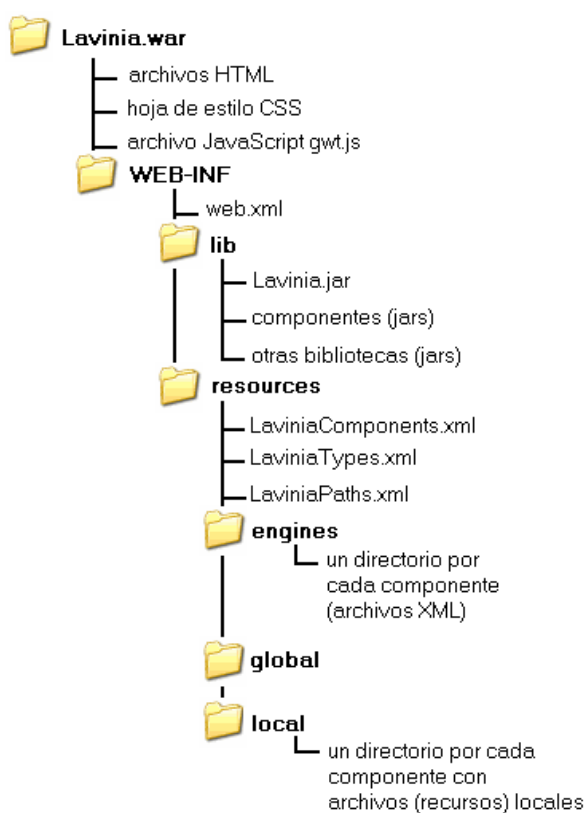 Lavinia.war
archivos HTML
hoja de estilo CSS
archivo JavaScript gwt.js
WEB-INF
web.xml
lib
Lavinia.jar
componentes (jars)
otras bibliotecas (jars)
resources
LaviniaComponents.xml
LaviniaTypes.xml
LaviniaPaths.xml
engines
un directorio por
cada componente
(archivos XML)
global
local
un directorio por cada
componente con
archivos (recursos) locales